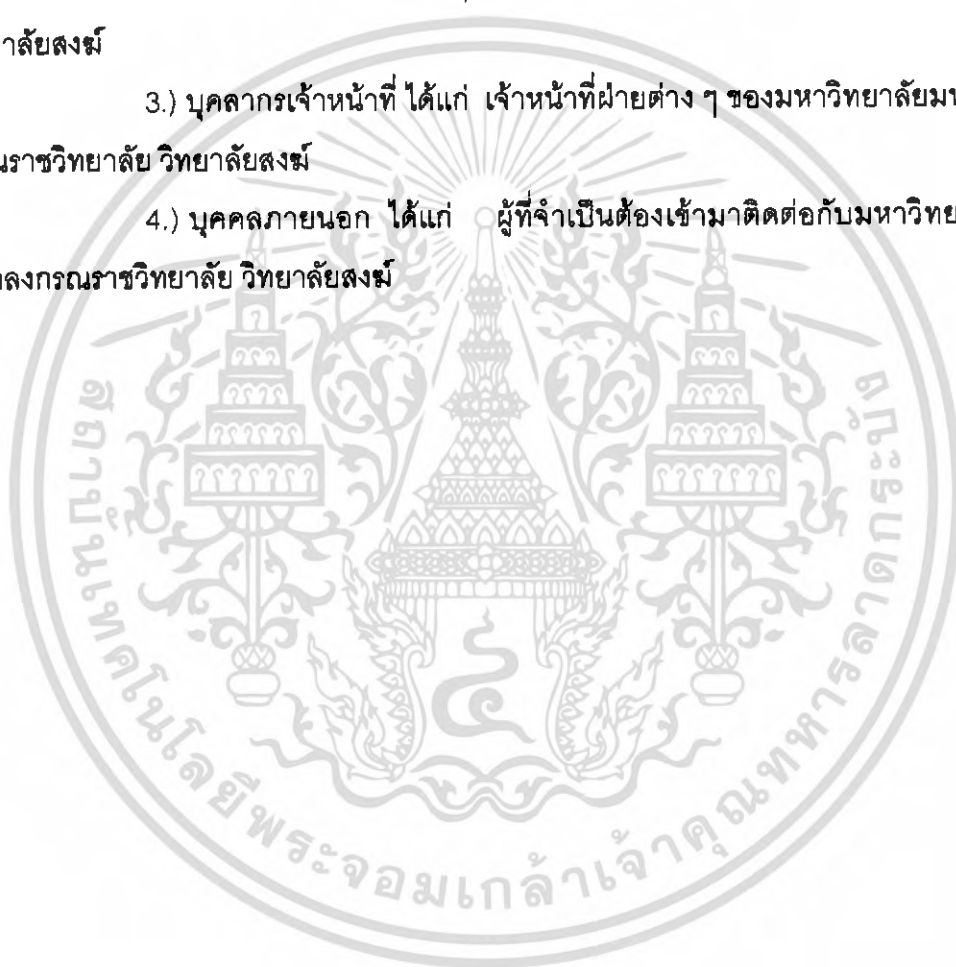 าลัยสงฆ์
3.) บุคลากรเจ้าหน้าที่ ได้แก่ เจ้าหน้าที่ฝ่ายต่าง ๆ ของมหาวิทยาลัยมห
นราชวิทยาลัย วิทยาลัยสงฆ์
4.) บุคคลภายนอก ได้แก่ ผู้ที่จำเป็นต้องเข้ามาติดต่อกับมหาวิทย
าลงกรณราชวิทยาลัย วิทยาลัยสงฆ์
สถาบันเทคโนโลยีพระจอมเกล้าเจ้าคุณทหารลาดกระบัง